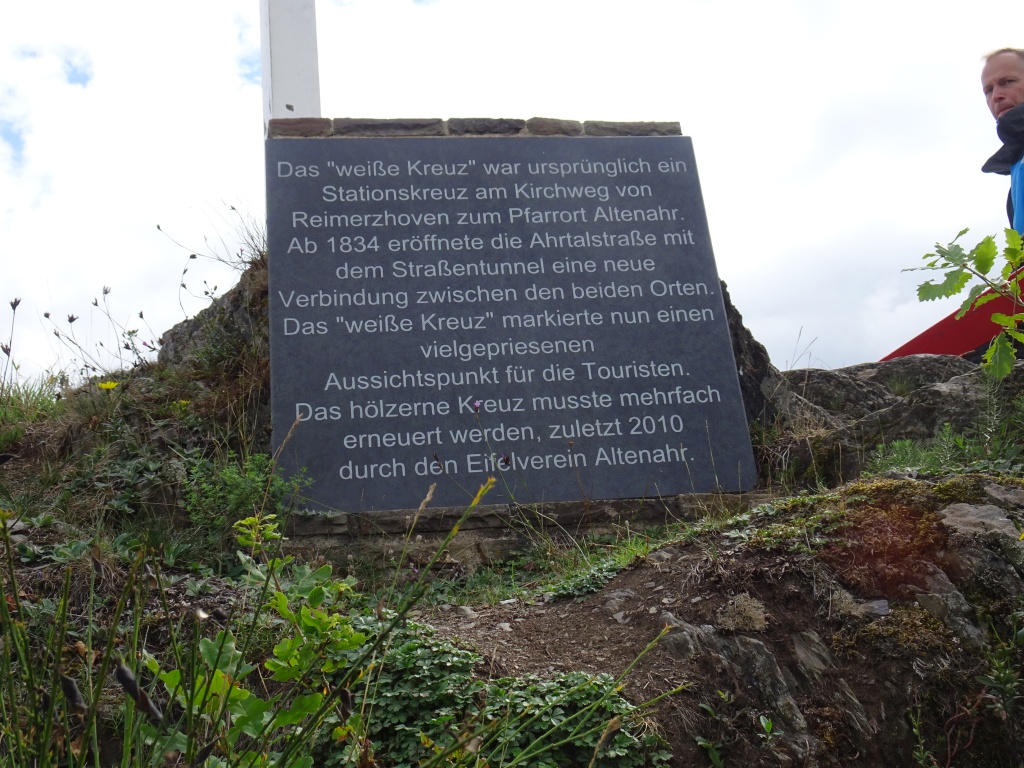 Das "weiße Kreuz" war ursprünglich ein
Stationskreuz am Kirchweg von
Reimerzhoven zum Pfarrort Altenahr.
Ab 1834 eröffnete die Ahrtalstraße mit
dem Straßentunnel eine neue
Verbindung zwischen den beiden Orten.
Das "weiße Kreuz" markierte nun einen
vielgepriesenen
Aussichtspunkt für die Touristen.
Das hölzerne Kreuz musste mehrfach
erneuert werden, zuletzt 2010
durch den Eifelverein Altenahr.